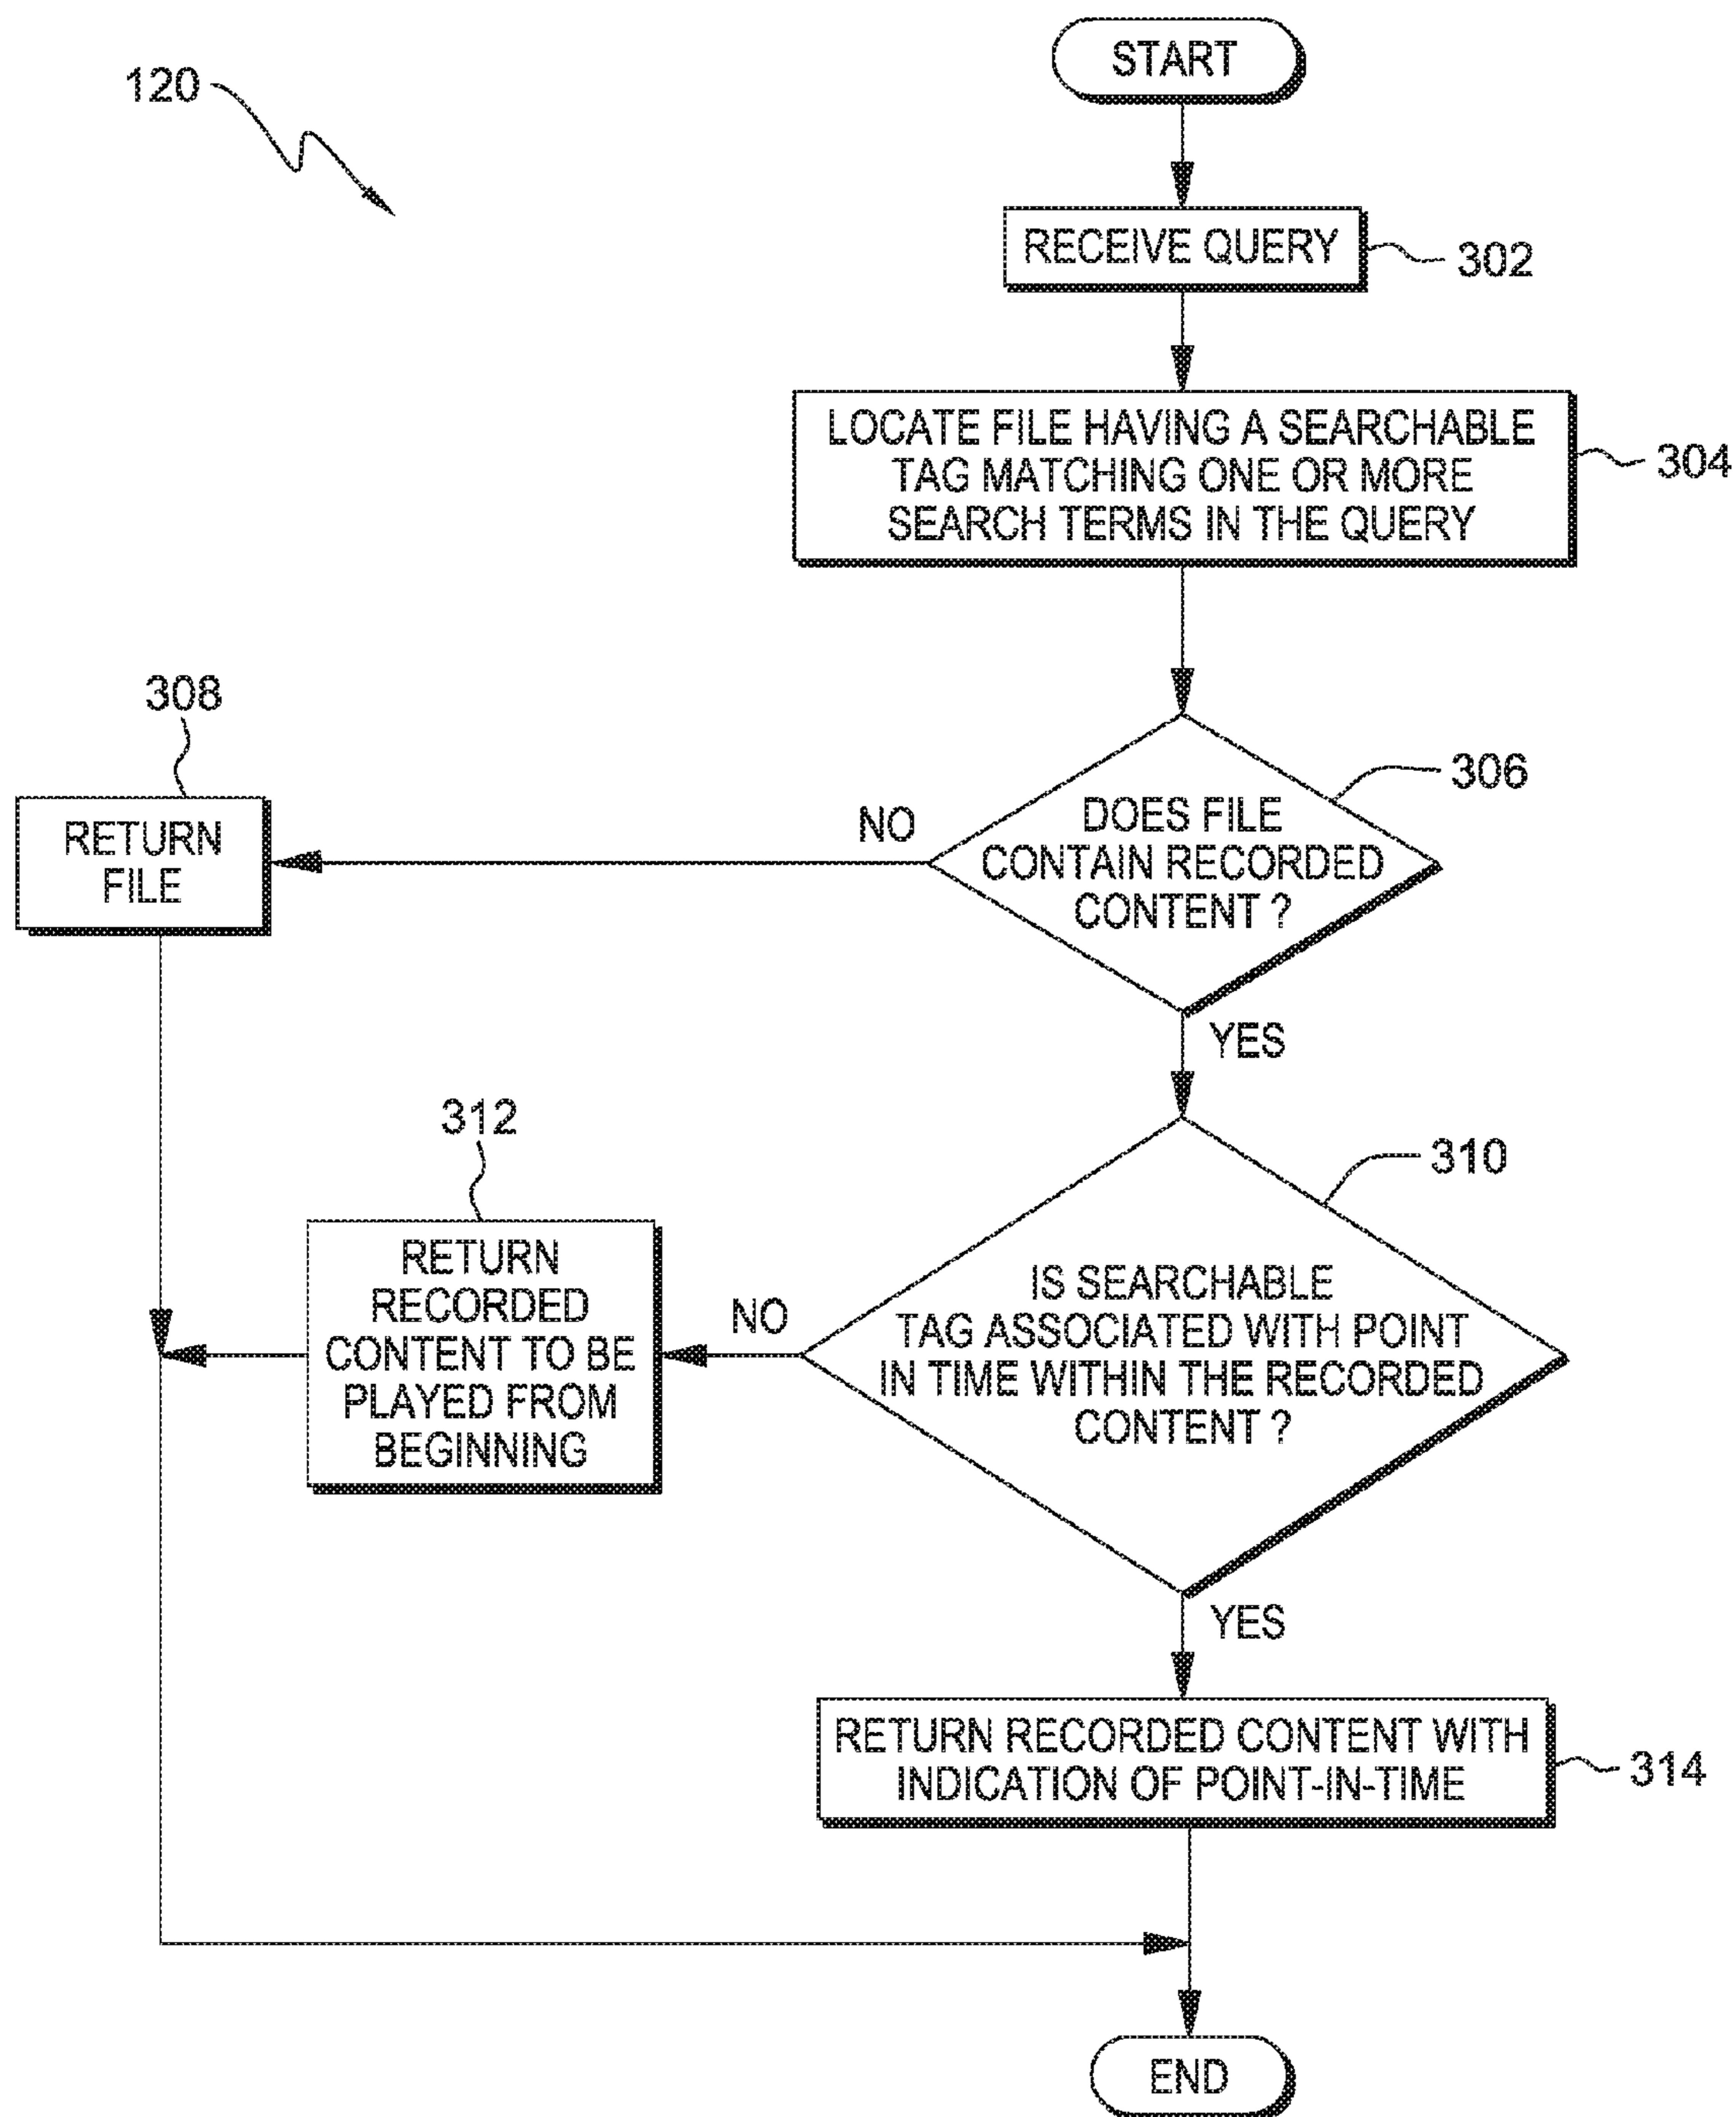 START
120
RECEIVE QUERY
302
LOCATE FILE HAVING A SEARCHABLE
TAG MATCHING ONE OR MORE
SEARCH TERMS IN THE QUERY
304
308
306
RETURN
FILE
NO
DOES FILE
CONTAIN RECORDED
CONTENT ?
YES
312
310
RETURN
RECORDED
CONTENT TO BE
PLAYED FROM
BEGINNING
NO
IS SEARCHABLE
TAG ASSOCIATED WITH POINT
IN TIME WITHIN THE RECORDED
CONTENT ?
YES
RETURN RECORDED CONTENT WITH
INDICATION OF POINT-IN-TIME
314
END